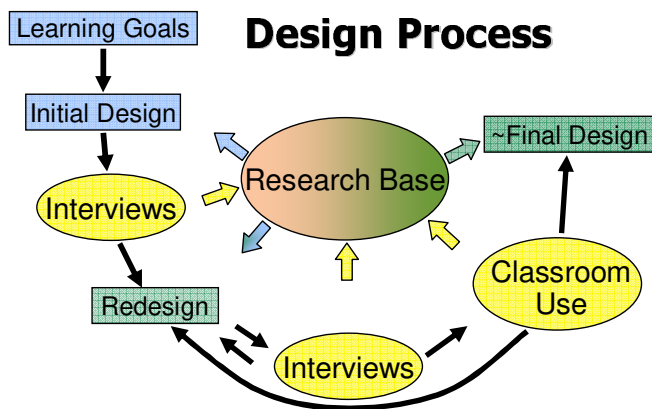 Learning Goals
Design Process
Initial Design
~Final Design
Research Base
Interviews
Classroom
Use
Redesign
Interviews